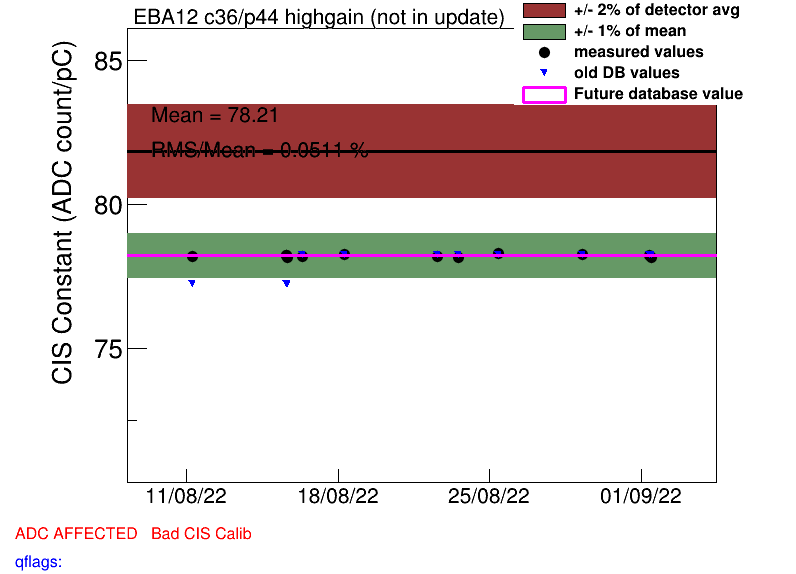 EBA12 c36/p44 highgain (not in update)
+/- 2% of detector avg
+/- 1% of mean
measured values
old DB values
Future database value
CIS Constant (ADC count/pC)
85
80
75
Mean = 78.21
RMS/Mean = 0.0511 %
11/08/22 18/08/22 25/08/22 01/09/22
ADC AFFECTED Bad CIS Calib
qflags: